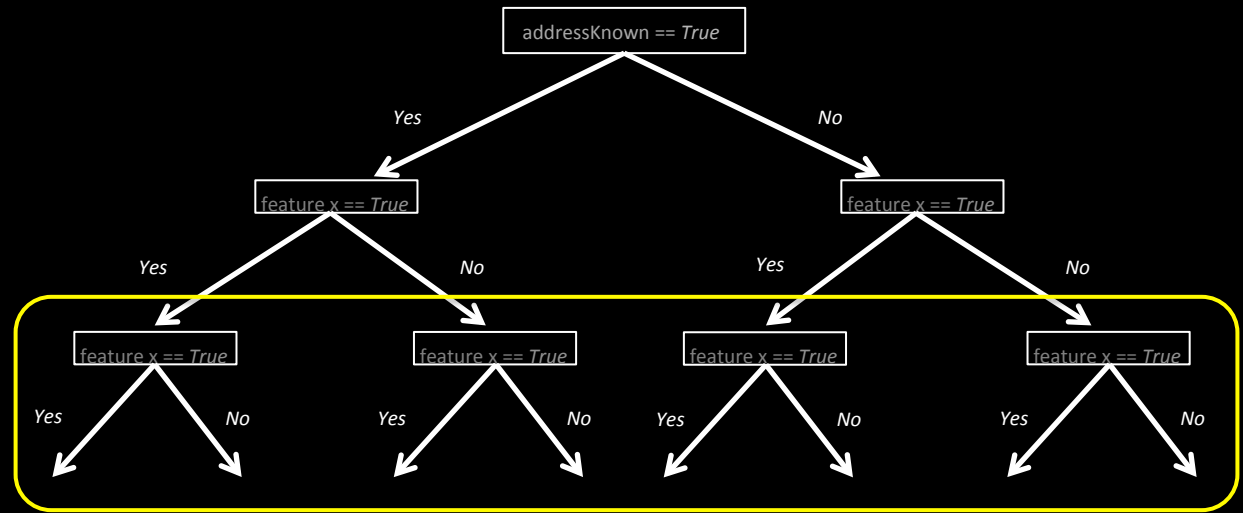 addressKnown == True
Yes
No
feature x == True
feature x == True
Yes
No
Yes
No
feature x == True
feature x == True
feature x == True
feature x == True
Yes
No
Yes
No
Yes
No
Yes
No